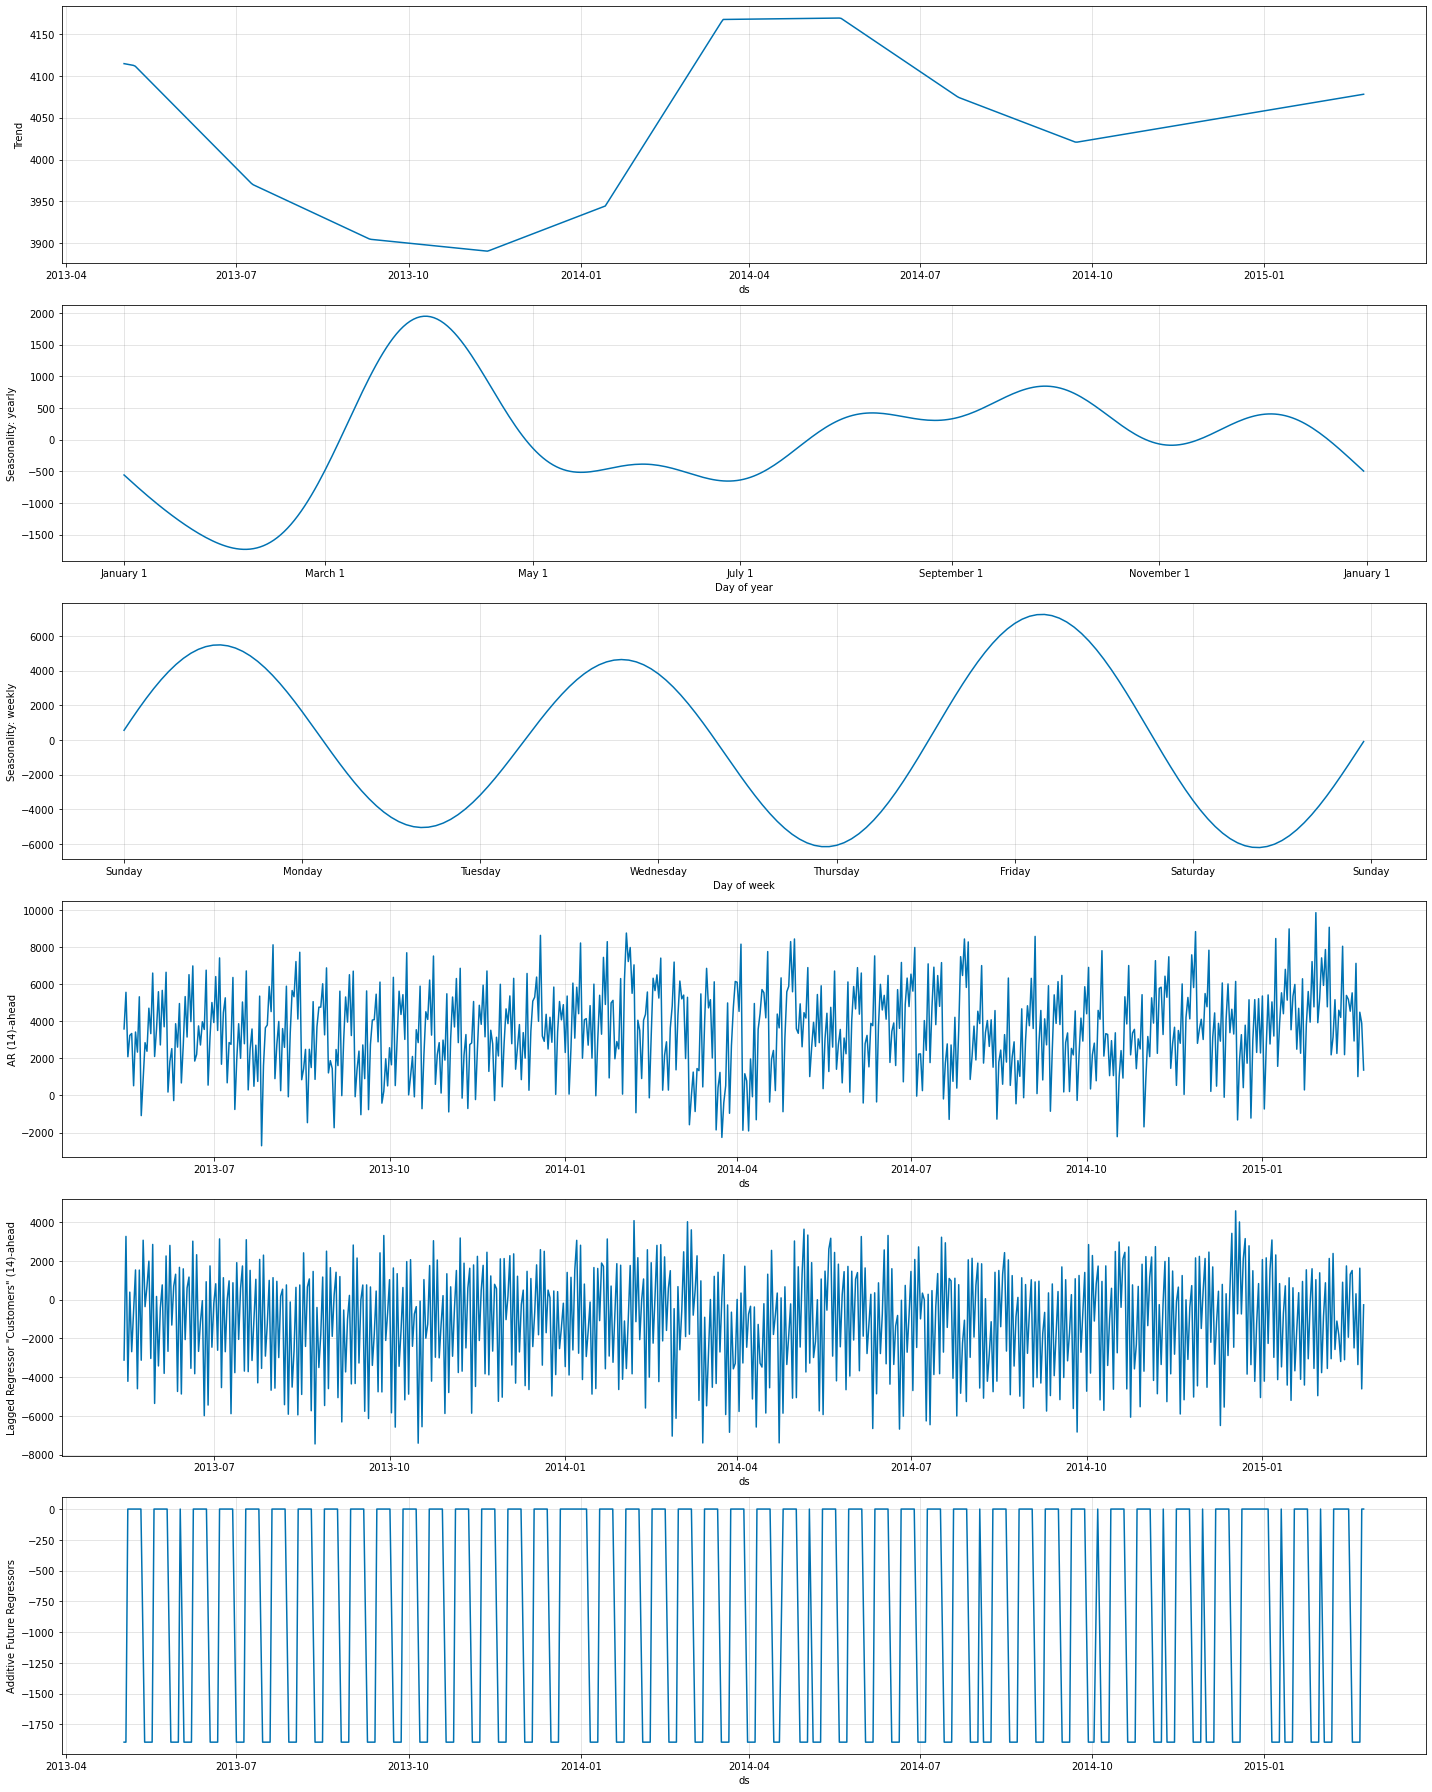 4150
4100
4050
4000
3950
3900
Trend
2013-04 2013-07 2013-10 2014-01 2014-04 2014-07 2014-10 2015-01
ds
2000
1500
1000
500
0
−500
−1000
−1500
Seasonality: yearly
January 1 March 1 May 1 July 1 September 1 November 1 January 1
Day of year
6000
4000
2000
0
−2000
−4000
−6000
Seasonality: weekly
Sunday Monday Tuesday Wednesday Thursday Friday Saturday Sunday
Day of week
10000
8000
6000
4000
2000
0
−2000
AR (14)-ahead
2013-07 2013-10 2014-01 2014-04 2014-07 2014-10 2015-01
ds
4000
2000
0
−2000
−4000
−6000
−8000
Lagged Regressor "Customers" (14)-ahead
2013-07 2013-10 2014-01 2014-04 2014-07 2014-10 2015-01
ds
0
−250
−500
−750
−1000
−1250
−1500
−1750
Additive Future Regressors
2013-04 2013-07 2013-10 2014-01 2014-04 2014-07 2014-10 2015-01
ds